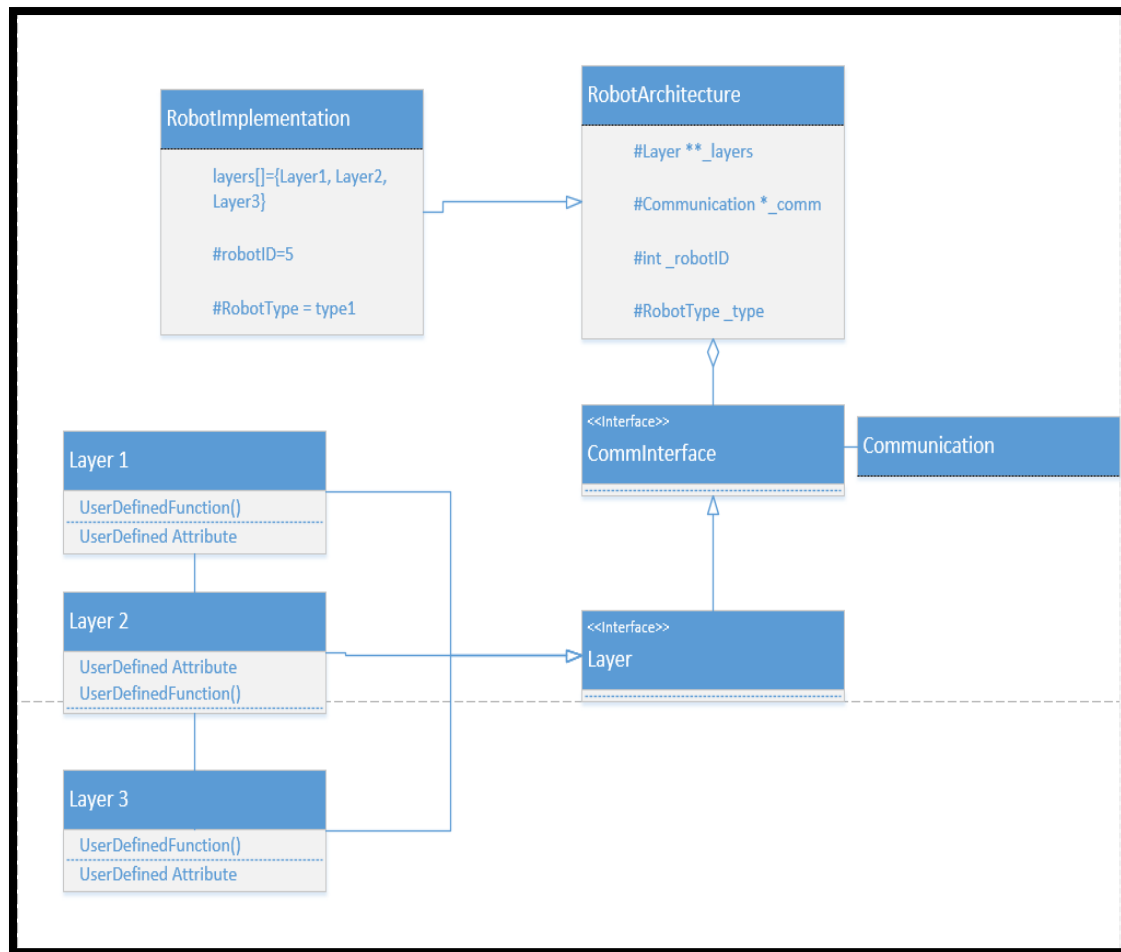 RobotImplementation
layers[]={Layer1, Layer2,
Layer3}
#robotID=5
#RobotType = type1
RobotArchitecture
#Layer **_layers
#Communication *_comm
#int _robotID
#RobotType _type
<<Interface>>
CommInterface
Communication
Layer 1
UserDefinedFunction()
UserDefined Attribute
Layer 2
UserDefined Attribute
UserDefinedFunction()
<<Interface>>
Layer
Layer 3
UserDefinedFunction()
UserDefined Attribute